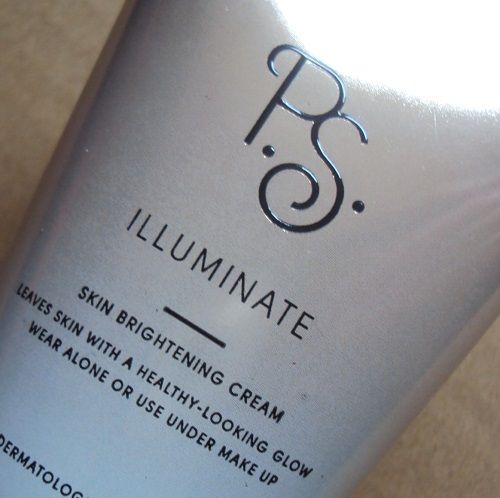 P.S.
ILLUMINATE
SKIN BRIGHTENING CREAM
LEAVES SKIN WITH A HEALTHY-LOOKING GLOW
WEAR ALONE OR USE UNDER MAKE UP